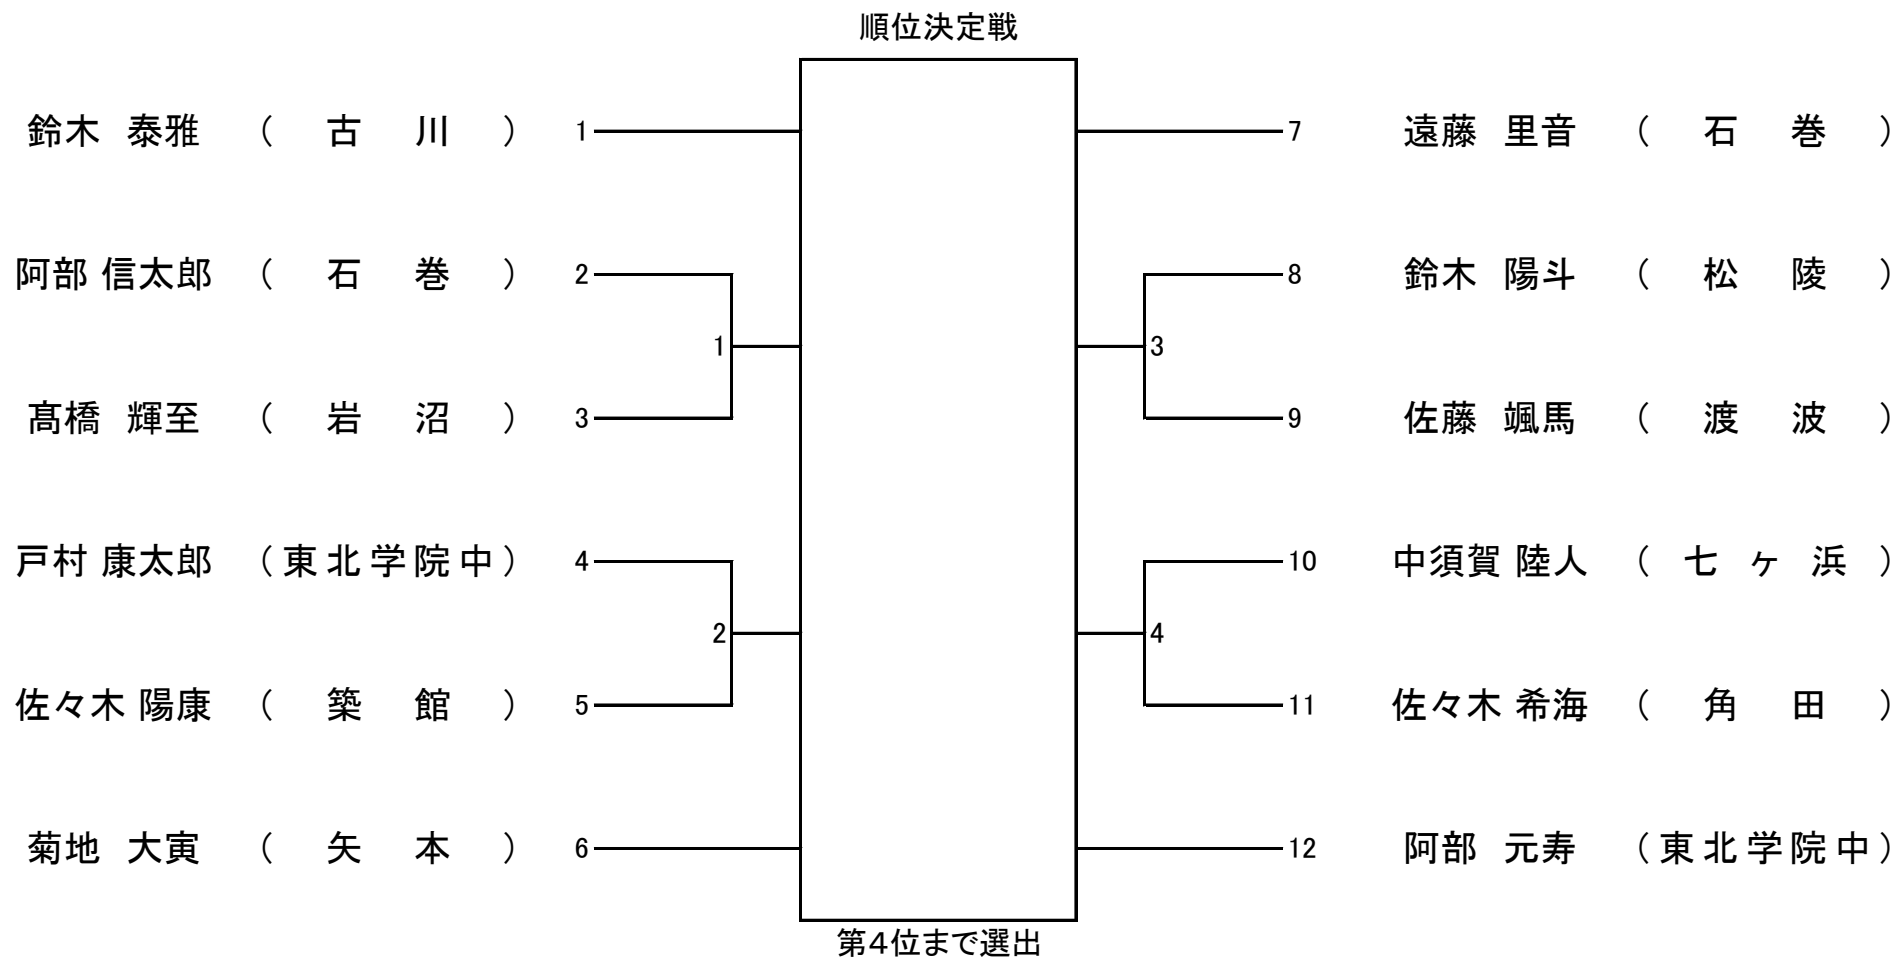 順位決定戦
鈴木 泰雅 （ 古 川 ） 1
7 遠藤 里音 （ 石 巻 ）
阿部 信太郎 （ 石 巻 ） 2
8 鈴木 陽斗 （ 松 陵 ）
1
3
髙橋 輝至 （ 岩 沼 ） 3
9 佐藤 颯馬 （ 渡 波 ）
戸村 康太郎 （東北学院中） 4
10 中須賀 陸人 （ 七 ヶ 浜 ）
2
4
佐々木 陽康 （ 築 館 ） 5
11 佐々木 希海 （ 角 田 ）
菊地 大寅 （ 矢 本 ） 6
12 阿部 元寿 （東北学院中）
第4位まで選出